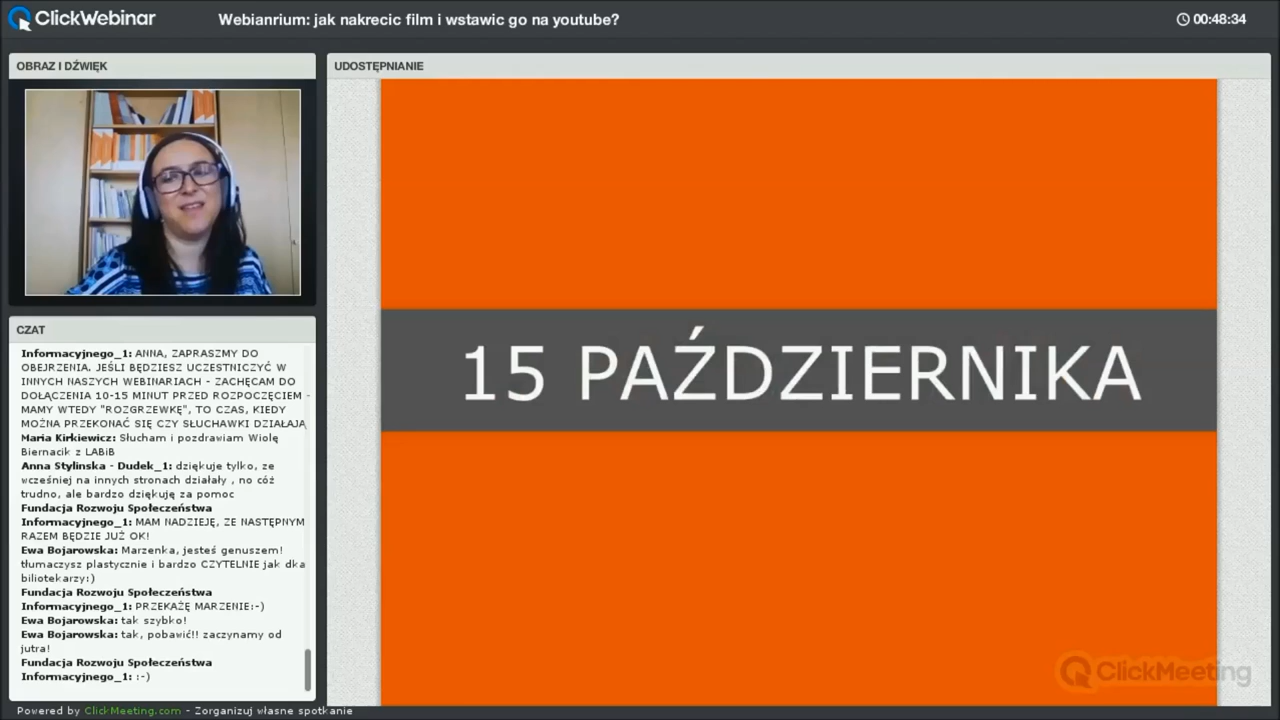 ClickWebinar
Webianrium: jak nakrecic film i wstawic go na youtube?
00:48:34
OBRAZ I DŹWIĘK
UDOSTĘPNIANIE
15 PAŹDZIERNIKA
CZAT
Informacyjnego_1: ANNA, ZAPRASZMY DO
OBEJRZENIA. JEŚLI BĘDZIESZ UCZESTNICZYĆ W
INNYCH NASZYCH WEBINARIACH - ZACHĘCAM DO
DOŁĄCZENIA 10-15 MINUT PRZED ROZPOCZĘCIEM -
MAMY WTEDY "ROZGRZEWKĘ", TO CZAS, KIEDY
MOŻNA PRZEKONAĆ SIĘ CZY SŁUCHAWKI DZIAŁAJĄ
Maria Kirkiewicz: Słucham i pozdrawiam Wiolę
Biernacik z LABiB
Anna Stylinska - Dudek_1: dziękuje tylko, ze
wcześniej na innych stronach działały , no cóż
trudno, ale bardzo dziękuję za pomoc
Fundacja Rozwoju Społeczeństwa
Informacyjnego_1: MAM NADZIEJĘ, ZE NASTĘPNYM
RAZEM BĘDZIE JUŻ OK!
Ewa Bojarowska: Marzenka, jesteś genuszem!
tłumaczysz plastycznie i bardzo CZYTELNIE jak dka
biliotekarzy:)
Fundacja Rozwoju Społeczeństwa
Informacyjnego_1: PRZEKAŻĘ MARZENIE:-)
Ewa Bojarowska: tak szybko!
Ewa Bojarowska: tak, pobawić!! zaczynamy od
jutra!
Fundacja Rozwoju Społeczeństwa
Informacyjnego_1: :-)
ClickMeeting
Powered by ClickMeeting.com - Zorganizuj własne spotkanie